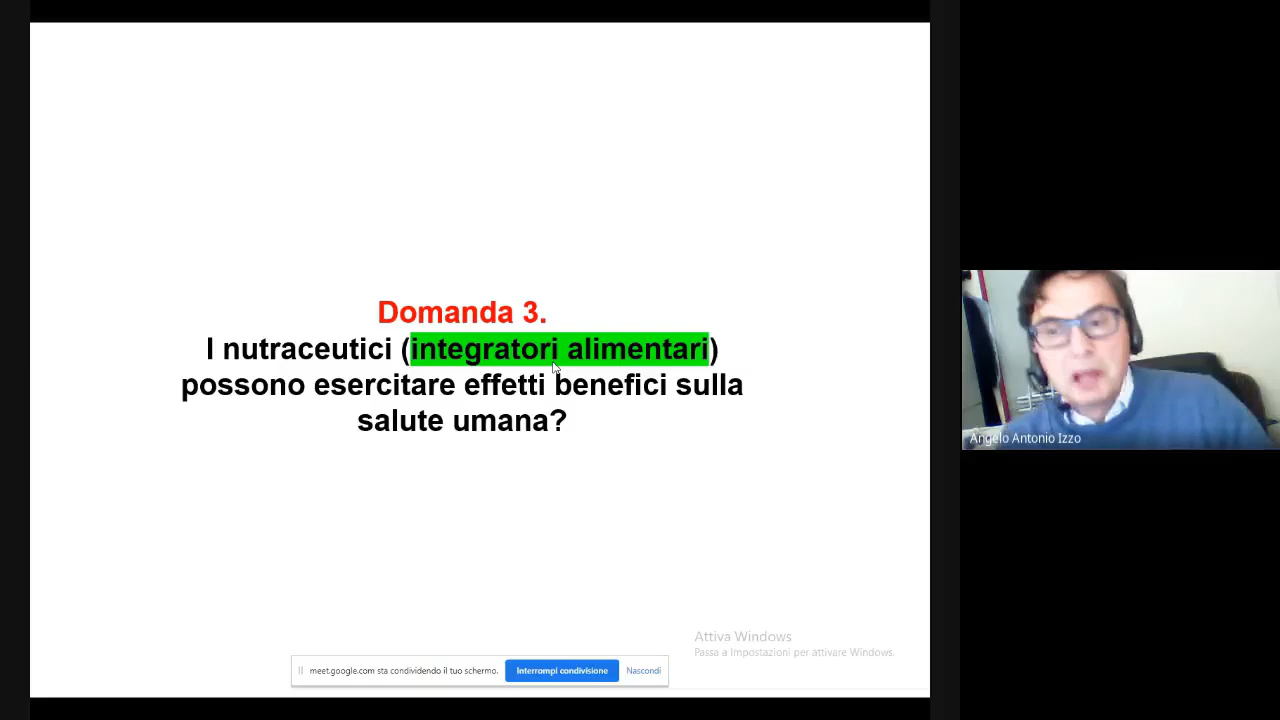 Domanda 3.
I nutraceutici (integratori alimentari)
possono esercitare effetti benefici sulla
salute umana?
Angelo Antonio Izzo
Attiva Windows
Passa a Impostazioni per attivare Windows.
meet.google.com sta condividendo il tuo schermo.
Interrompi condivisione
Nascondi